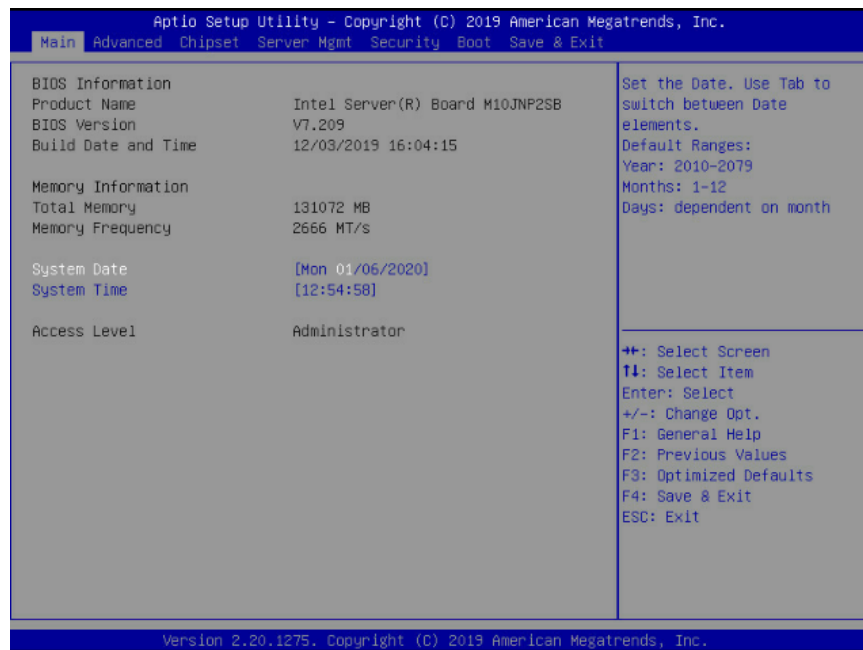 Aptio Setup Utility – Copyright (C) 2019 American Megatrends, Inc.
Main Advanced Chipset Server Mgmt Security Boot Save & Exit
BIOS Information
Product Name Intel Server(R) Board M10JNP2SB
BIOS Version V7.209
Build Date and Time 12/03/2019 16:04:15
Memory Information
Total Memory 131072 MB
Memory Frequency 2666 MT/s
System Date [Mon 01/06/2020]
System Time [12:54:58]
Access Level Administrator
Set the Date. Use Tab to
switch between Date
elements.
Default Ranges:
Year: 2010-2079
Months: 1-12
Days: dependent on month
→←: Select Screen
↑↓: Select Item
Enter: Select
+/-: Change Opt.
F1: General Help
F2: Previous Values
F3: Optimized Defaults
F4: Save & Exit
ESC: Exit
Version 2.20.1275. Copyright (C) 2019 American Megatrends, Inc.